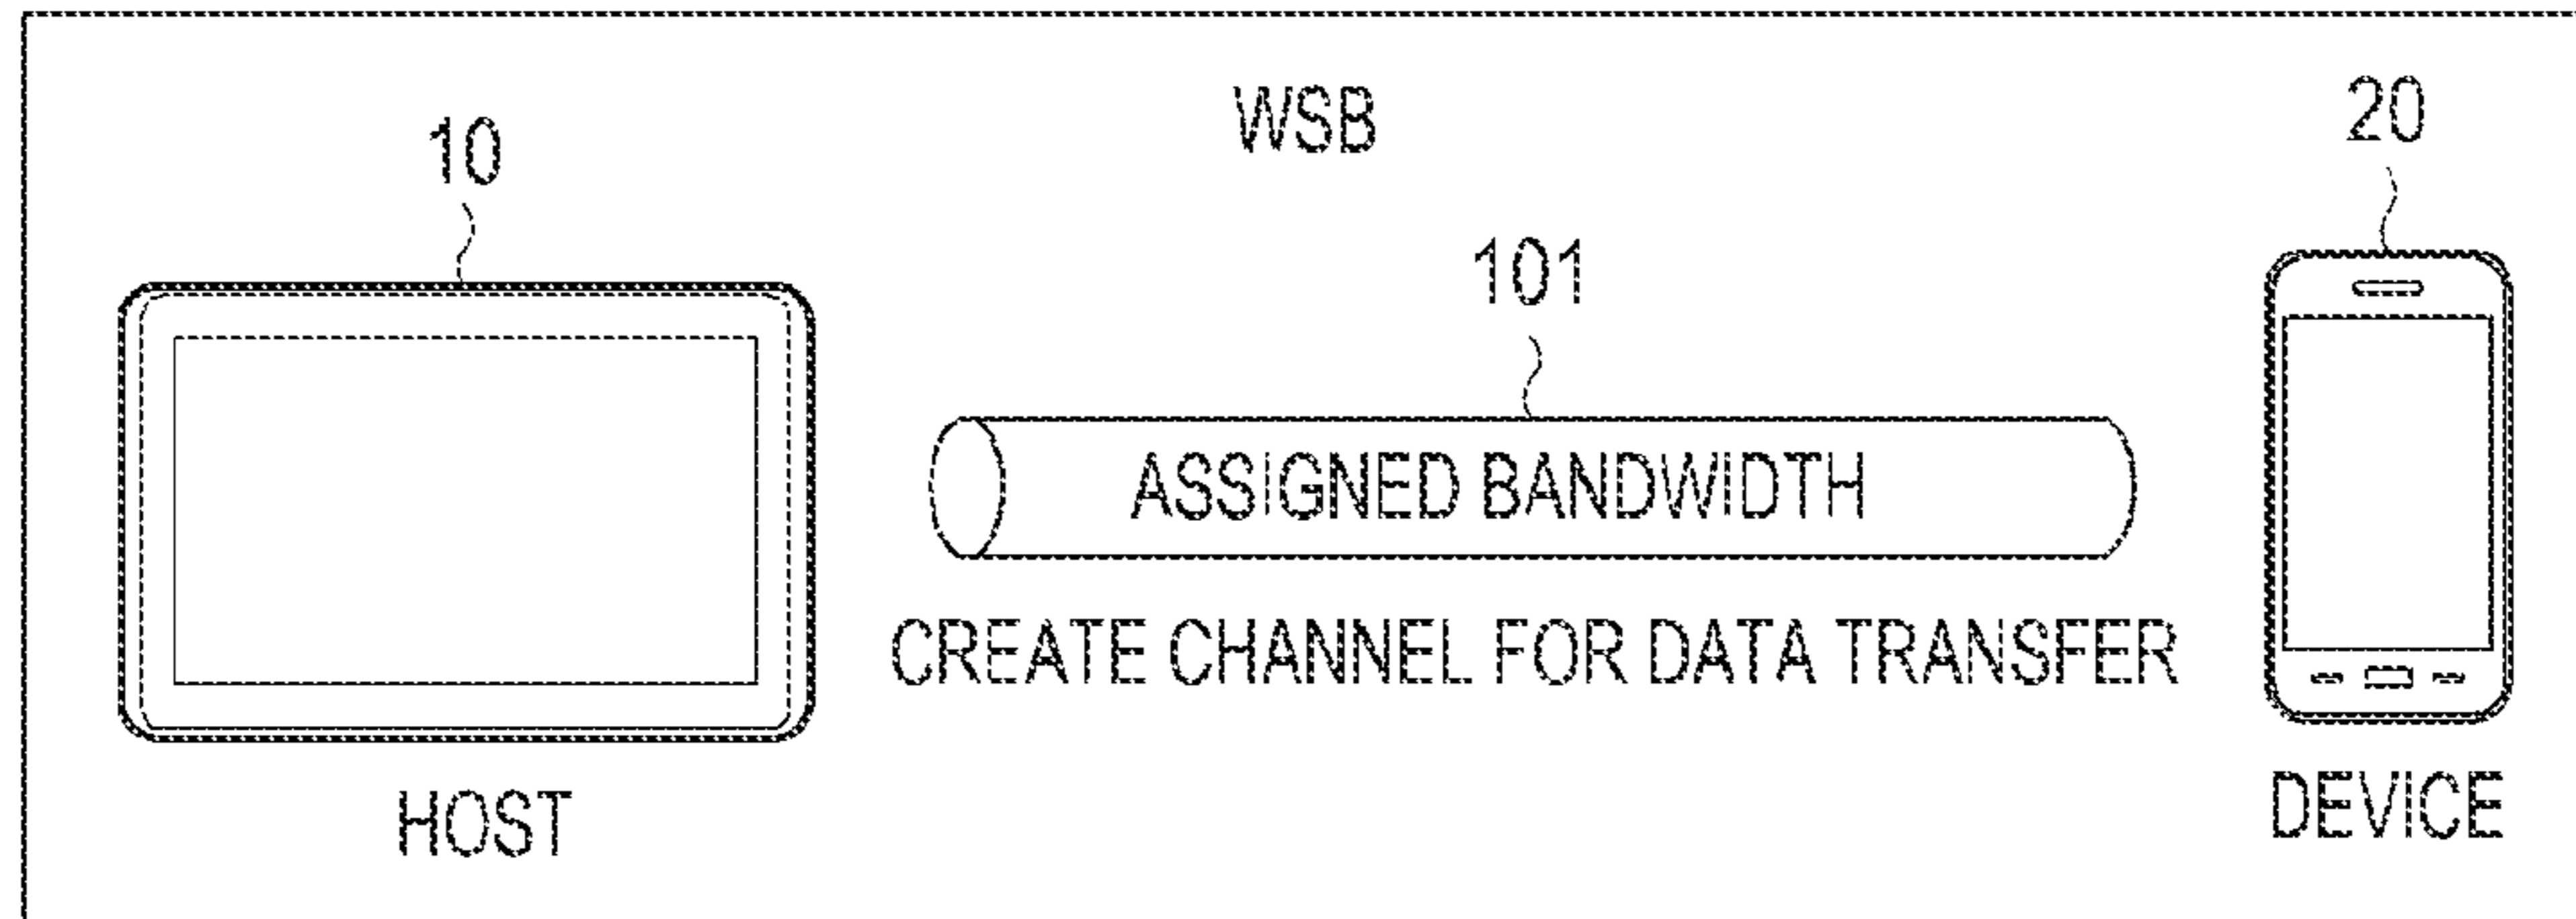 WSB
10
20
101
ASSIGNED BANDWIDTH
CREATE CHANNEL FOR DATA TRANSFER
HOST
DEVICE